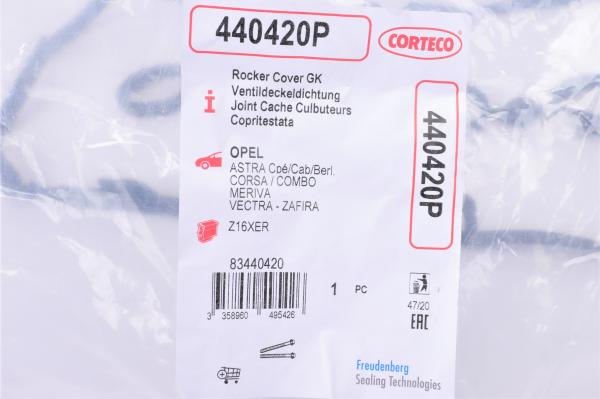 440420P
CORTECO
Rocker Cover GK
Ventildeckeldichtung
Joint Cache Culbuteurs
Copritestata
440420P
OPEL
ASTRA Cpé/Cab/Berl.
CORSA / COMBO
MERIVA
VECTRA - ZAFIRA
Z16XER
83440420
3 358960 495426
1 PC
47/20
EAC
Freudenberg
Sealing Technologies